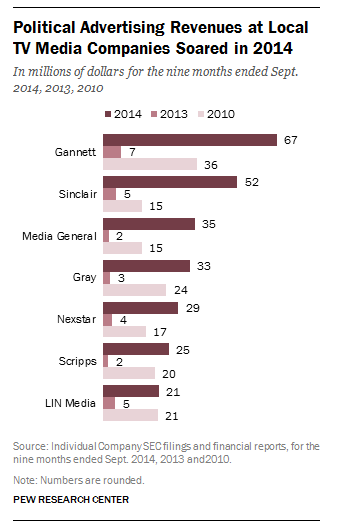 Political Advertising Revenues at Local
TV Media Companies Soared in 2014
In millions of dollars for the nine months ended Sept.
2014, 2013, 2010
2014 2013 2010
67
Gannett 7
36
52
Sinclair 5
15
35
Media General 2
15
33
Gray 3
24
29
Nexstar 4
17
25
Scripps 2
20
21
LIN Media 5
21
Source: Individual Company SEC filings and financial reports, for the
nine months ended Sept. 2014, 2013 and2010.
Note: Numbers are rounded.
PEW RESEARCH CENTER